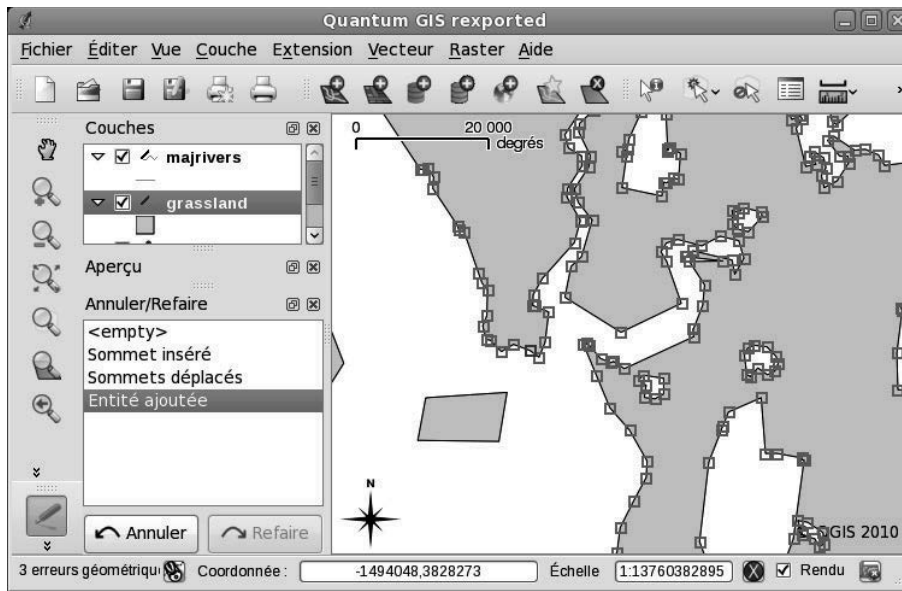 Quantum GIS rexported
Fichier Éditer Vue Couche Extension Vecteur Raster Aide
Couches
majrivers
grassland
Aperçu
Annuler/Refaire
<empty>
Sommet inséré
Sommets déplacés
Entité ajoutée
Annuler Refaire
0 20 000
degrés
N
GIS 2010
3 erreurs géométriqu Coordonnée : -1494048,3828273 Échelle 1:13760382895 Rendu